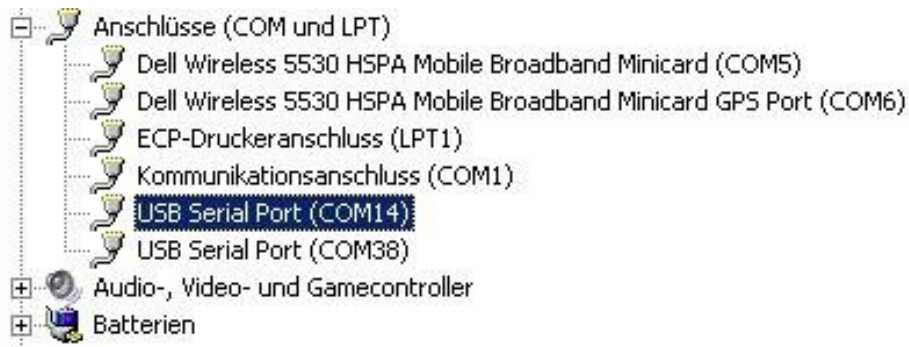 Anschlüsse (COM und LPT)
Dell Wireless 5530 HSPA Mobile Broadband Minicard (COM5)
Dell Wireless 5530 HSPA Mobile Broadband Minicard GPS Port (COM6)
ECP-Druckeranschluss (LPT1)
Kommunikationsanschluss (COM1)
USB Serial Port (COM14)
USB Serial Port (COM38)
Audio-, Video- und Gamecontroller
Batterien